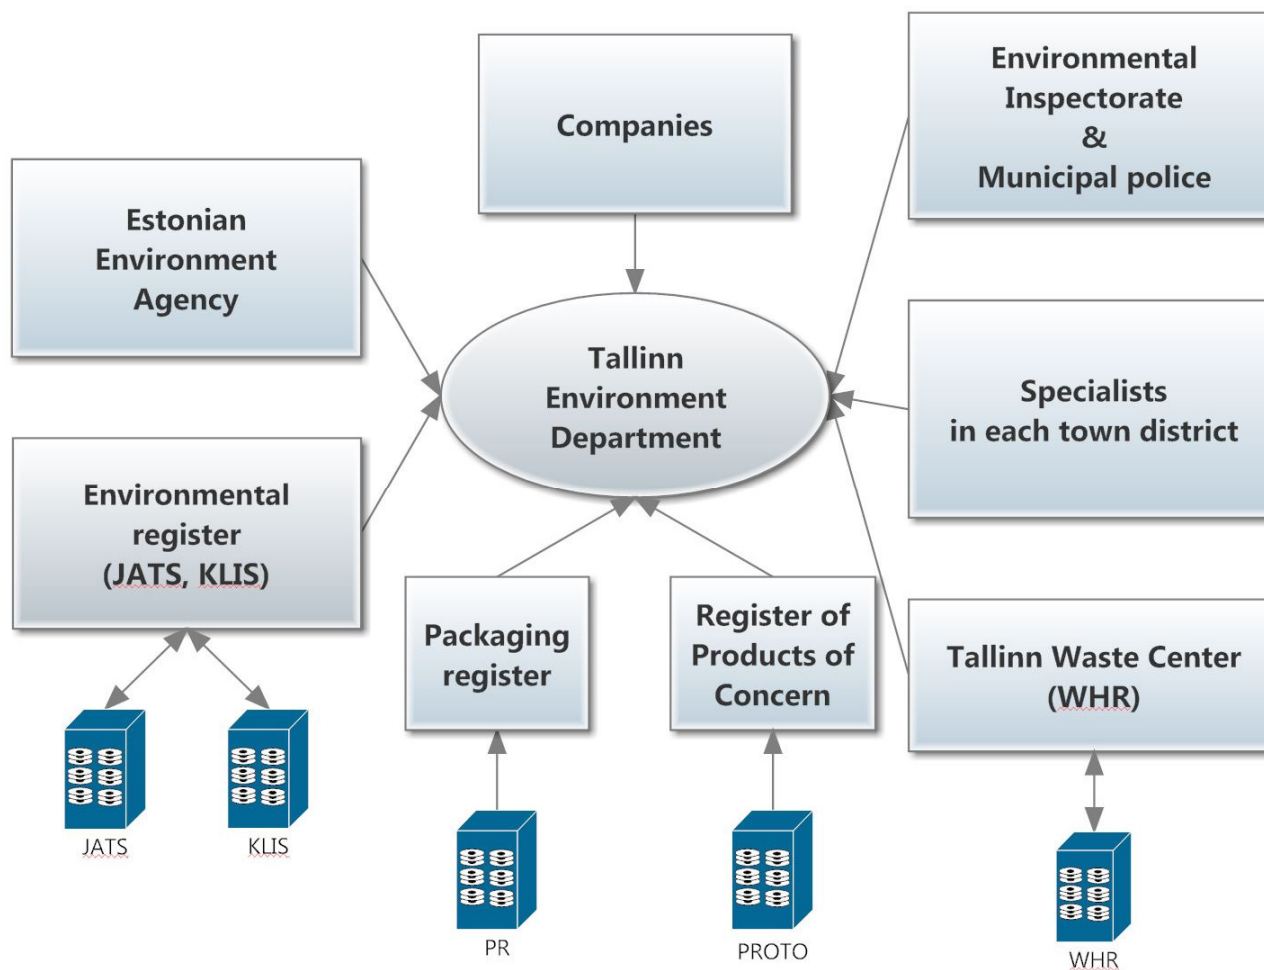 Companies
Environmental
Inspectorate
&
Municipal police
Estonian
Environment
Agency
Tallinn
Environment
Department
Specialists
in each town district
Environmental
register
(JATS, KLIS)
Packaging
register
Register of
Products of
Concern
Tallinn Waste Center
(WHR)
JATS
KLIS
PR
PROTO
WHR